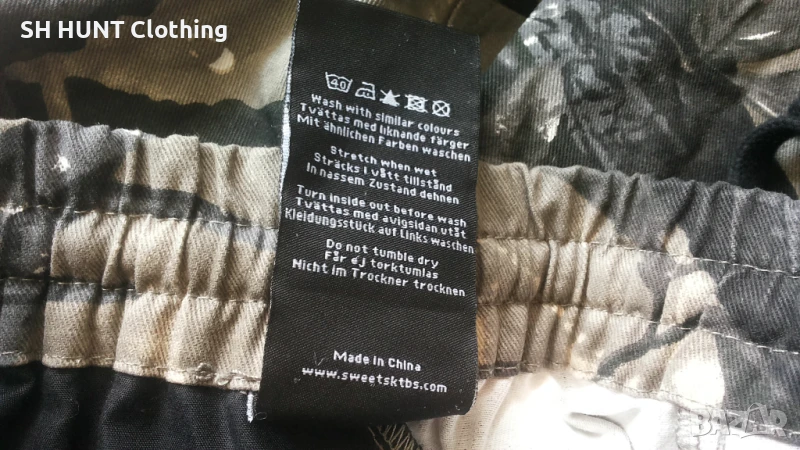 SH HUNT Clothing
40
Wash with similar colours
Tvättas med liknande färger
Mit ähnlichen Farben waschen
Stretch when wet
Sträcks i vått tillstånd
In nassem Zustand dehnen
Turn inside out before wash
Tvättas med avigsidan utåt
Kleidungsstück auf Links waschen
Do not tumble dry
Får ej torktumlas
Nicht im Trockner trocknen
Made in China
www.sweetsktbs.com
BAZAR